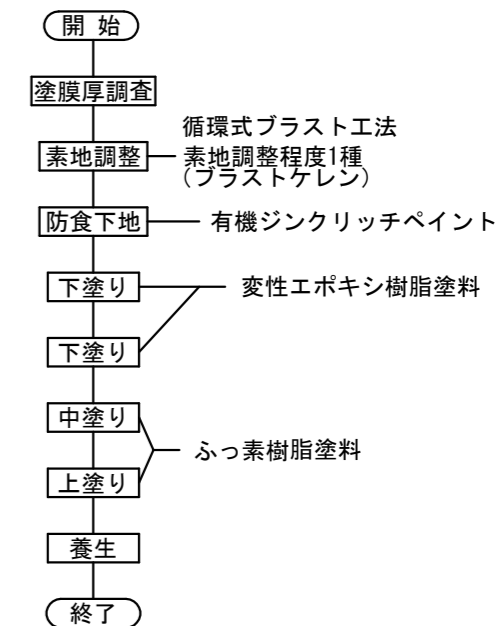 開 始
塗膜厚調査
循環式ブラスト工法
素地調整
素地調整程度1種
(ブラストケレン)
防食下地
有機ジンクリッチペイント
下塗り
変性エポキシ樹脂塗料
下塗り
中塗り
ふっ素樹脂塗料
上塗り
養生
終了